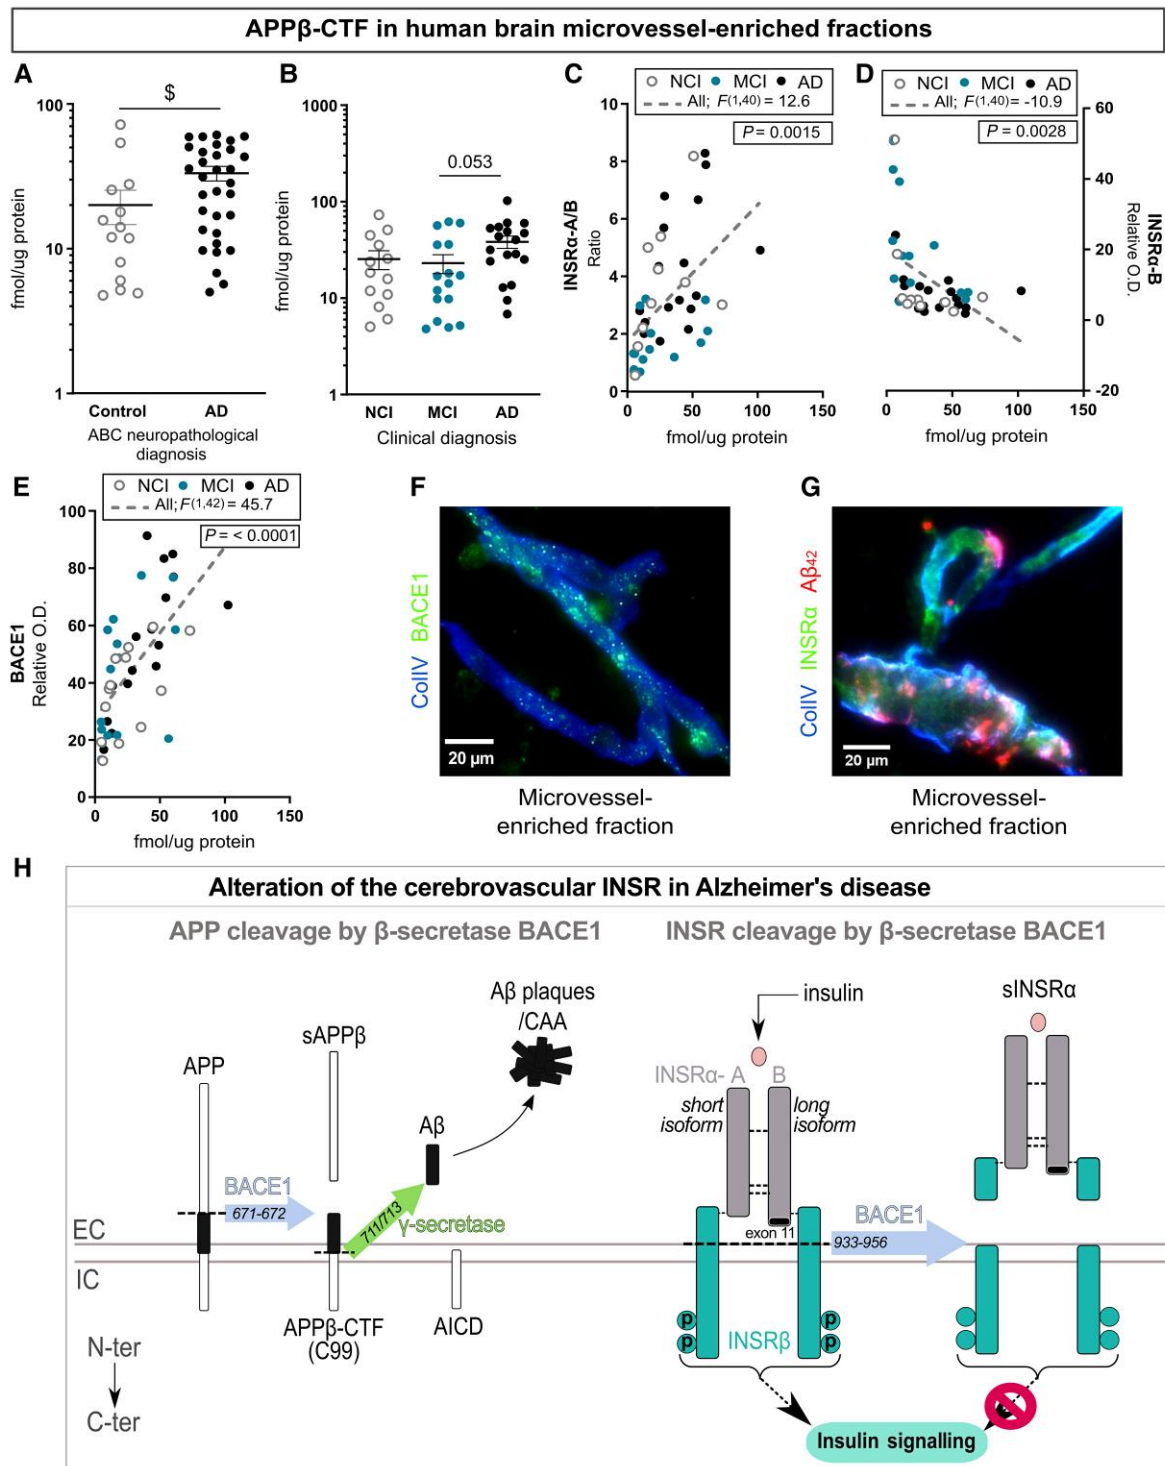 APPβ-CTF in human brain microvessel-enriched fractions
A
$
100
10
1
fmol/ug protein
Control AD
ABC neuropathological
diagnosis
B
0.053
1000
100
10
1
fmol/ug protein
NCI MCI AD
Clinical diagnosis
C
NCI MCI AD
All; F(1,40) = 12.6
P = 0.0015
10
8
6
4
2
0
INSRα-A/B
Ratio
0 50 100 150
fmol/ug protein
D
NCI MCI AD
All; F(1,40) = -10.9
P = 0.0028
60
40
20
0
-20
INSRα-B
Relative O.D.
0 50 100 150
fmol/ug protein
E
NCI MCI AD
All; F(1,42) = 45.7
P = < 0.0001
100
80
60
40
20
0
BACE1
Relative O.D.
0 50 100 150
fmol/ug protein
F
ColIV BACE1
20 µm
Microvessel-
enriched fraction
G
ColIV INSRα Aβ42
20 µm
Microvessel-
enriched fraction
H
Alteration of the cerebrovascular INSR in Alzheimer's disease
APP cleavage by β-secretase BACE1
APP
sAPPβ
Aβ plaques
/CAA
Aβ
BACE1
671-672
711/713
γ-secretase
EC
IC
APPβ-CTF
(C99)
AICD
N-ter
C-ter
INSR cleavage by β-secretase BACE1
insulin
sINSRα
INSRα- A B
short
isoform
long
isoform
exon 11
BACE1
933-956
p
p
p
p
INSRβ
Insulin signalling